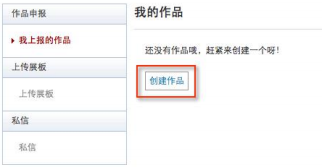 作品申报
我上报的作品
上传展板
上传展板
私信
私信
我的作品
还没有作品哦，赶紧来创建一个呀！
创建作品